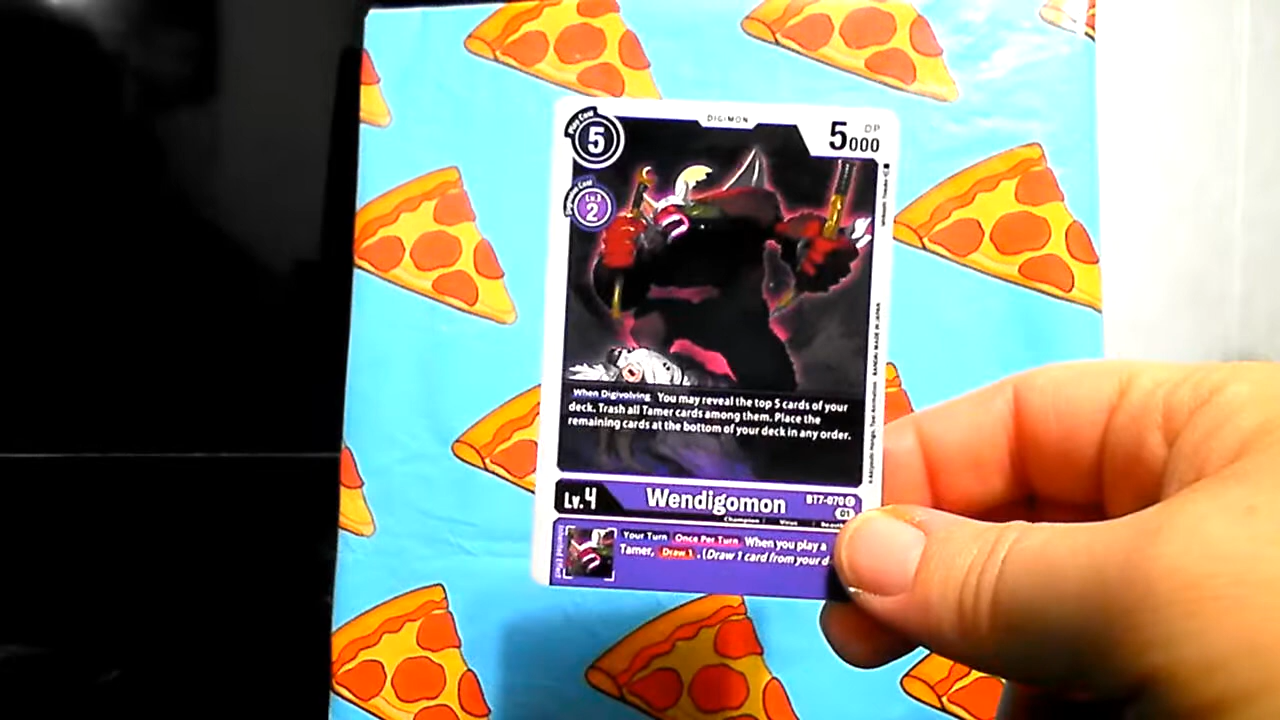 DIGIMON
Play Cost
5
DP
5000
Lv.3
2
When Digivolving You may reveal the top 5 cards of your
deck. Trash all Tamer cards among them. Place the
remaining cards at the bottom of your deck in any order.
Lv.4
Wendigomon
BT7-070 C
01
Champion
Virus
Your Turn Once Per Turn When you play a
Tamer, Draw 1. (Draw 1 card from your d